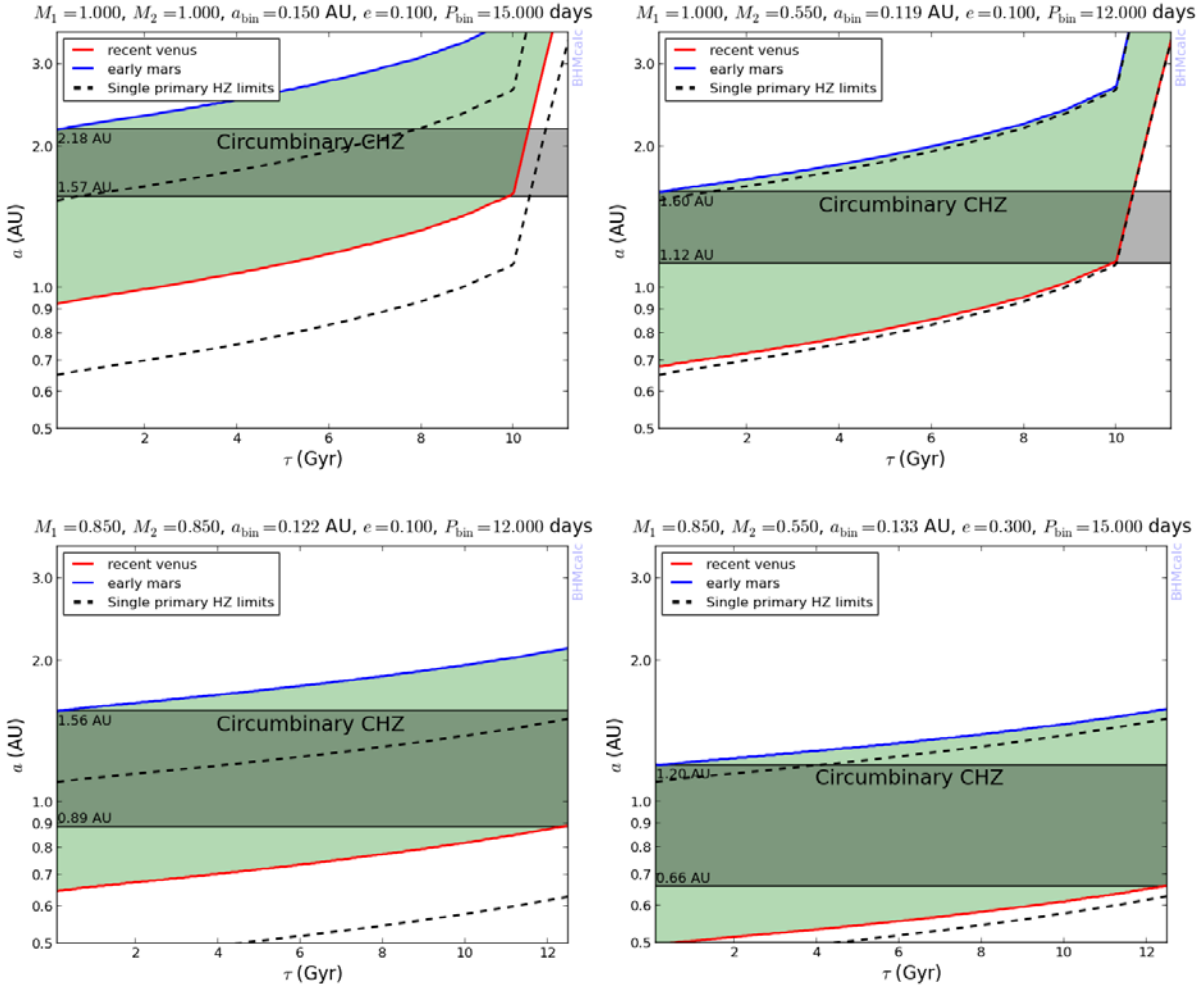 M₁=1.000, M₂=1.000, a_bin=0.150 AU, e=0.100, P_bin=15.000 days
recent venus
early mars
Single primary HZ limits
BHMcalc
Circumbinary CHZ
2.18 AU
1.57 AU
3.0
2.0
1.0
0.9
0.8
0.7
0.6
0.5
a (AU)
2 4 6 8 10
τ (Gyr)
M₁=1.000, M₂=0.550, a_bin=0.119 AU, e=0.100, P_bin=12.000 days
recent venus
early mars
Single primary HZ limits
BHMcalc
1.60 AU
Circumbinary CHZ
1.12 AU
3.0
2.0
1.0
0.9
0.8
0.7
0.6
0.5
a (AU)
2 4 6 8 10
τ (Gyr)
M₁=0.850, M₂=0.850, a_bin=0.122 AU, e=0.100, P_bin=12.000 days
recent venus
early mars
Single primary HZ limits
BHMcalc
1.56 AU
Circumbinary CHZ
0.89 AU
3.0
2.0
1.0
0.9
0.8
0.7
0.6
0.5
a (AU)
2 4 6 8 10 12
τ (Gyr)
M₁=0.850, M₂=0.550, a_bin=0.133 AU, e=0.300, P_bin=15.000 days
recent venus
early mars
Single primary HZ limits
BHMcalc
1.20 AU
Circumbinary CHZ
0.66 AU
3.0
2.0
1.0
0.9
0.8
0.7
0.6
0.5
a (AU)
2 4 6 8 10 12
τ (Gyr)